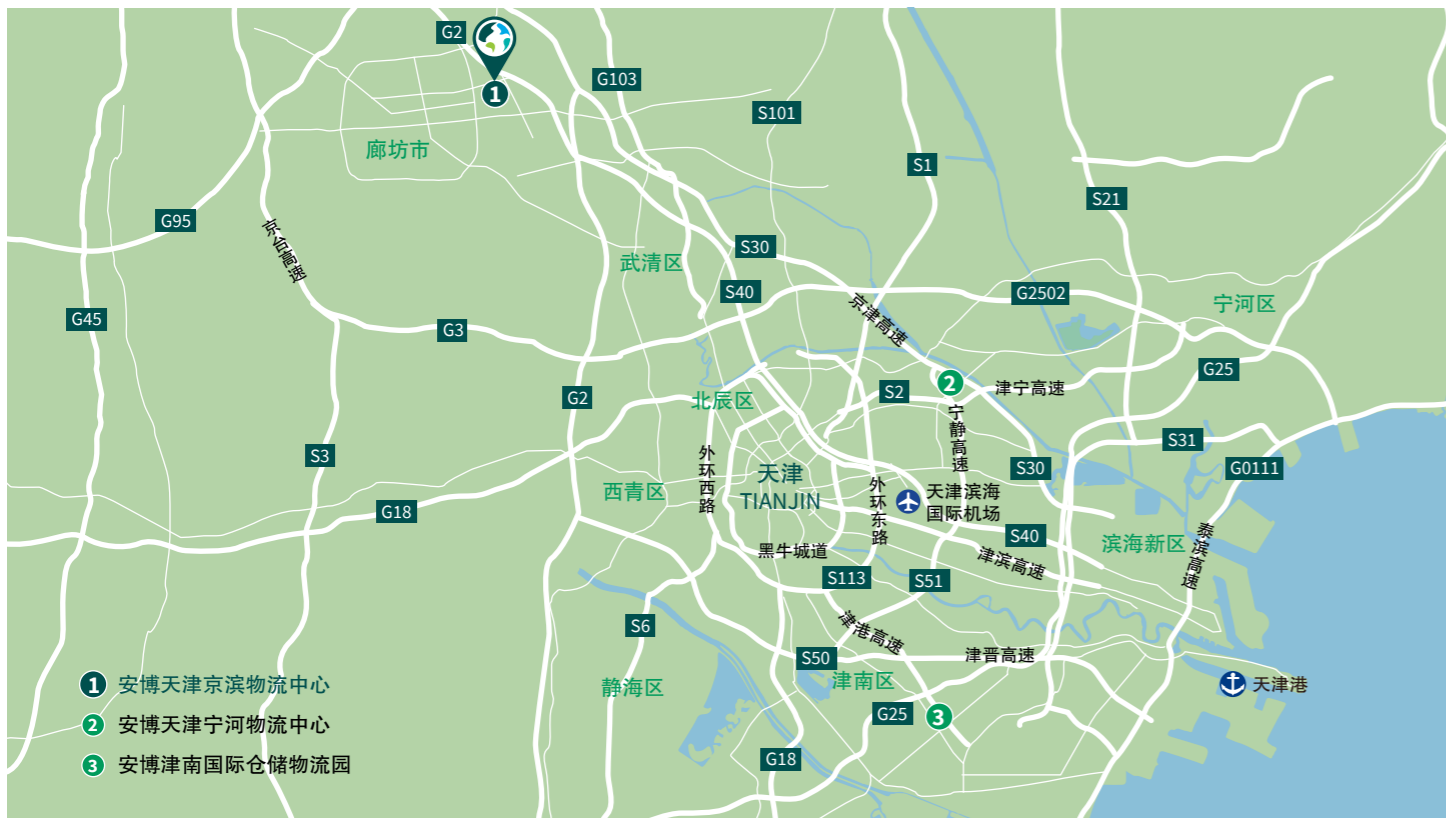 G2
1
G103
S101
廊坊市
S1
S21
G95
京台高速
S30
武清区
S40
G2502
宁河区
G45
京津高速
G3
G25
2
津宁高速
S2
G2
北辰区
宁静高速
S31
S3
外环西路
天津
TIANJIN
外环东路
S30
G0111
西青区
天津滨海
国际机场
G18
S40
滨海新区
泰滨高速
黑牛城道
津滨高速
S113
S51
S6
津港高速
S50
津晋高速
静海区
津南区
天津港
G25
3
G18
1 安博天津京滨物流中心
2 安博天津宁河物流中心
3 安博津南国际仓储物流园